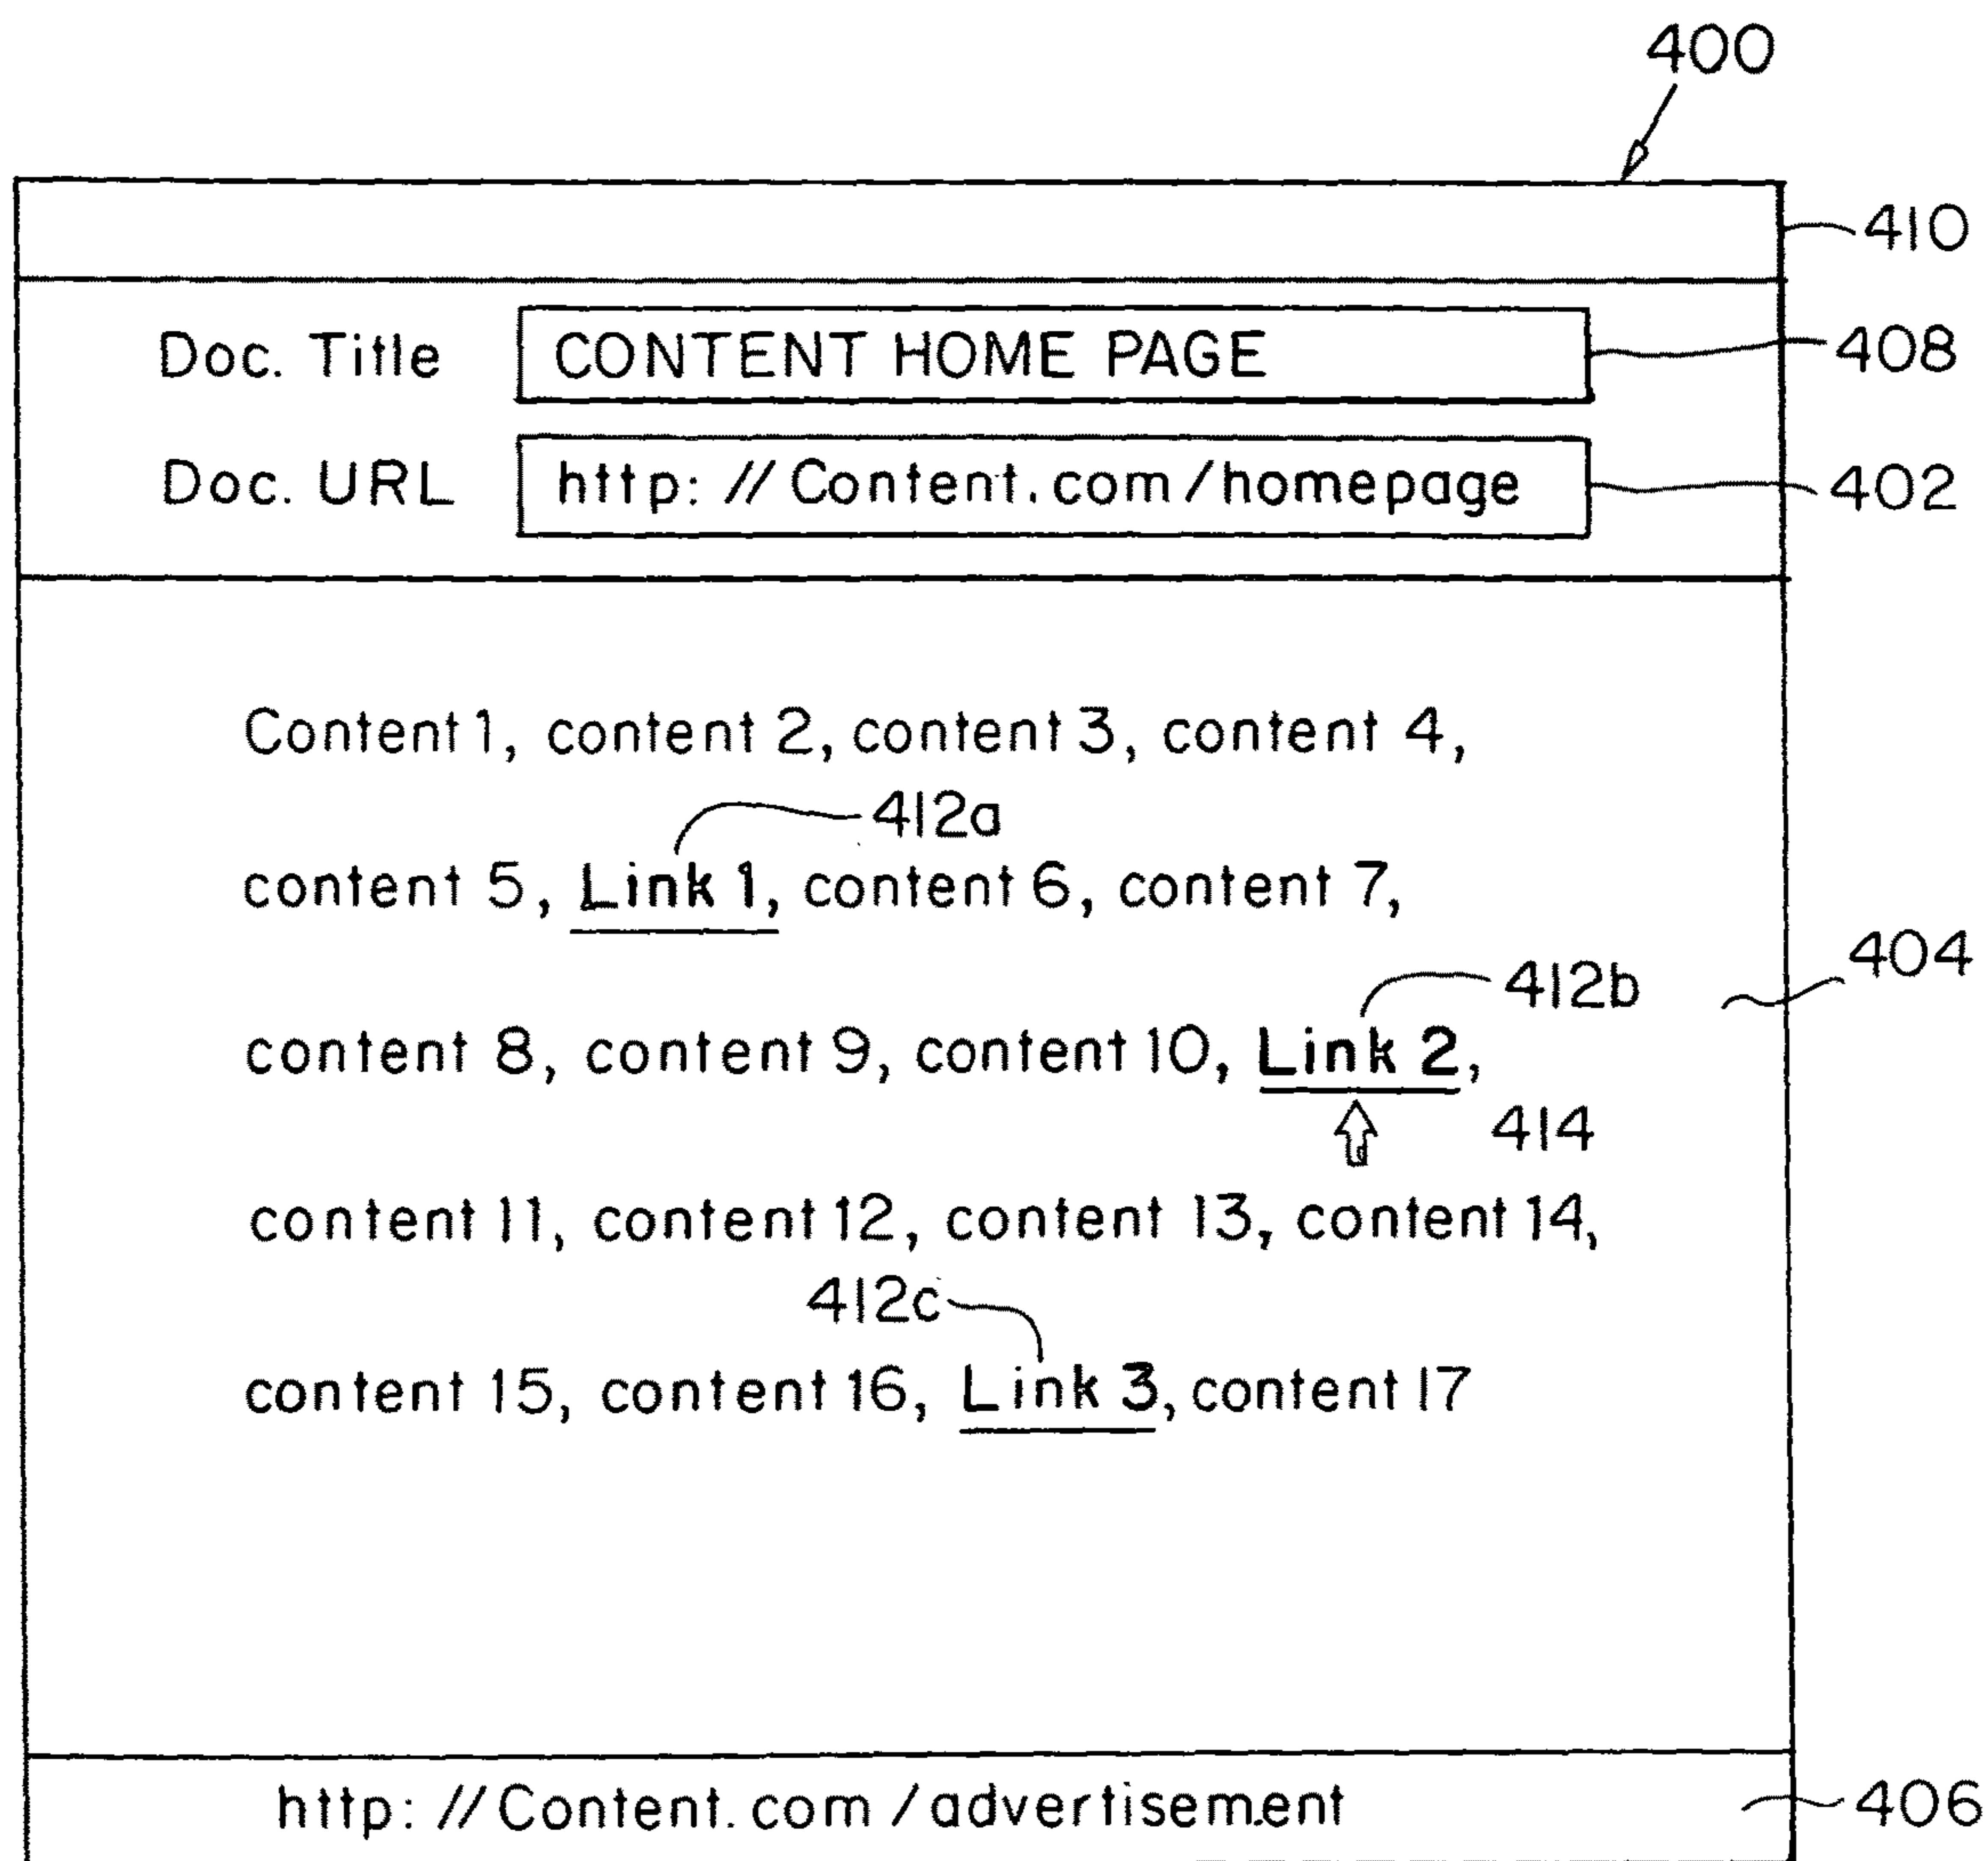 400
410
Doc. Title CONTENT HOME PAGE 408
Doc. URL http: //Content.com/homepage 402
Content 1, content 2, content 3, content 4,
412a
content 5, Link 1, content 6, content 7,
404
412b
content 8, content 9, content 10, Link 2,
414
content 11, content 12, content 13, content 14,
412c
content 15, content 16, Link 3, content 17
http: //Content.com/advertisement 406